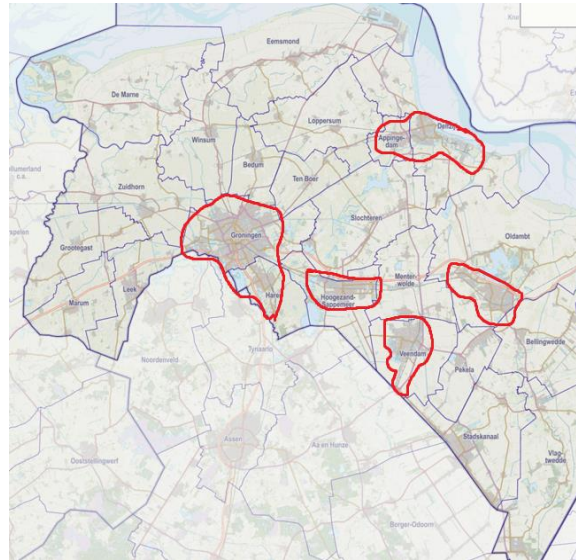 Eemsmond
De Marne
Loppersum
Delfzijl
Appinge-
dam
Winsum
Bedum
Ten Boer
Zuidhorn
Slochteren
Groningen
Oldambt
Grootegast
Menter-
wolde
Marum
Leek
Haren
Hoogezand-
Sappemeer
Bellingwedde
Noordenveld
Tynaarlo
Veendam
Pekela
Stadskanaal
Assen
Aa en Hunze
Vlag-
twedde
Ooststellingwerf
Borger-Odoorn